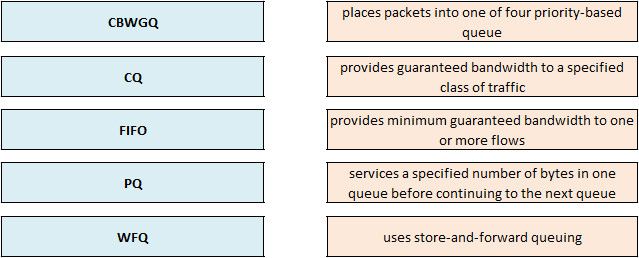 CBWGQ
places packets into one of four priority-based
queue
CQ
provides guaranteed bandwidth to a specified
class of traffic
FIFO
provides minimum guaranteed bandwidth to one
or more flows
PQ
services a specified number of bytes in one
queue before continuing to the next queue
WFQ
uses store-and-forward queuing